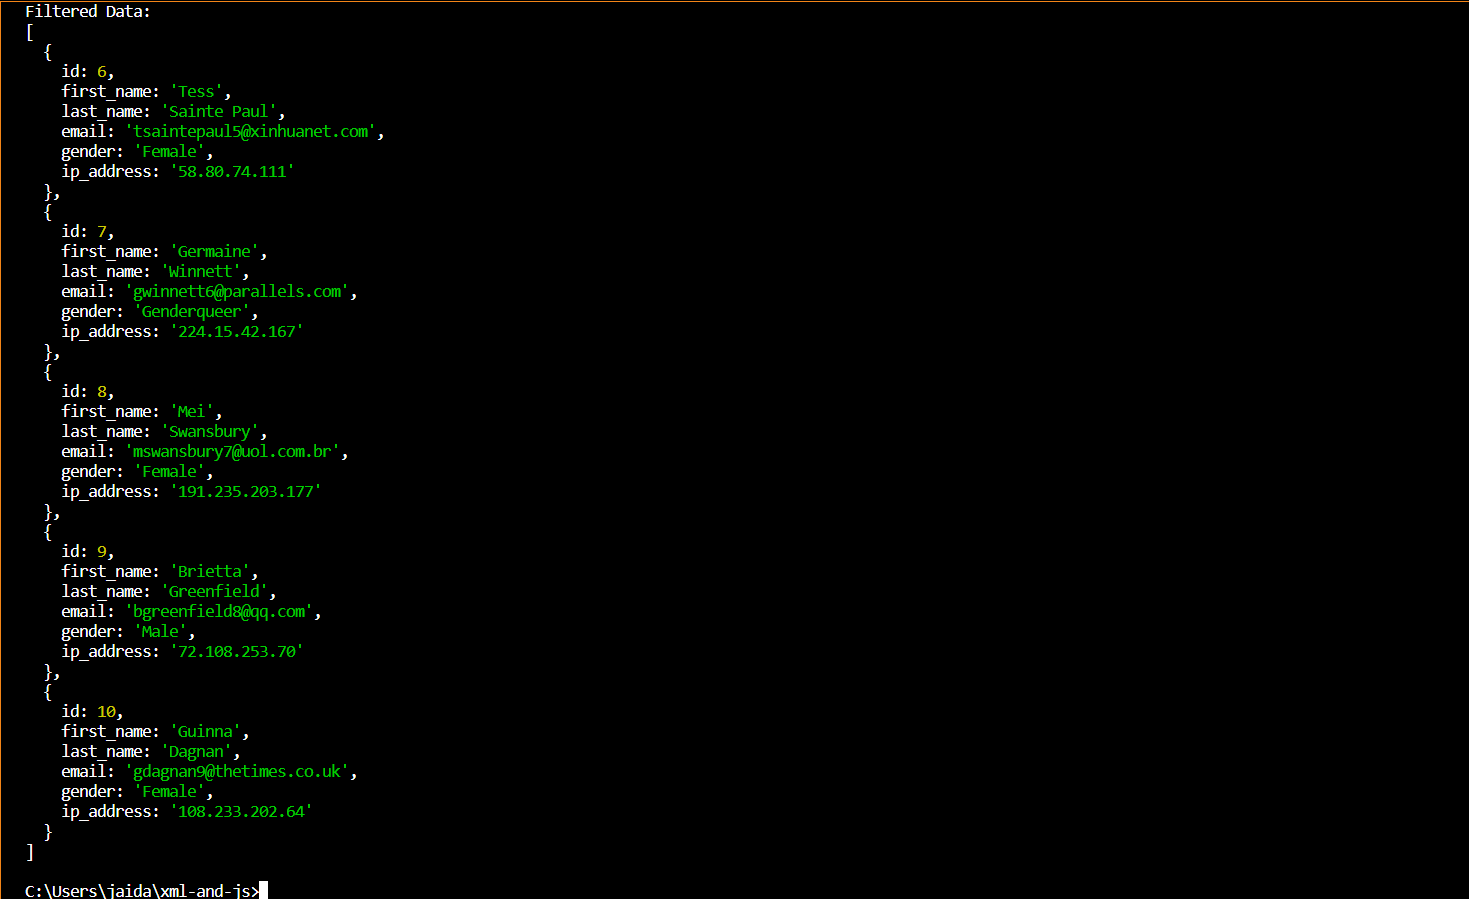 Filtered Data:
[
  {
    id: 6,
    first_name: 'Tess',
    last_name: 'Sainte Paul',
    email: 'tsaintepaul5@xinhuanet.com',
    gender: 'Female',
    ip_address: '58.80.74.111'
  },
  {
    id: 7,
    first_name: 'Germaine',
    last_name: 'Winnett',
    email: 'gwinnett6@parallels.com',
    gender: 'Genderqueer',
    ip_address: '224.15.42.167'
  },
  {
    id: 8,
    first_name: 'Mei',
    last_name: 'Swansbury',
    email: 'mswansbury7@uol.com.br',
    gender: 'Female',
    ip_address: '191.235.203.177'
  },
  {
    id: 9,
    first_name: 'Brietta',
    last_name: 'Greenfield',
    email: 'bgreenfield8@qq.com',
    gender: 'Male',
    ip_address: '72.108.253.70'
  },
  {
    id: 10,
    first_name: 'Guinna',
    last_name: 'Dagnan',
    email: 'gdagnan9@thetimes.co.uk',
    gender: 'Female',
    ip_address: '108.233.202.64'
  }
]
C:\Users\jaida\xml-and-js>